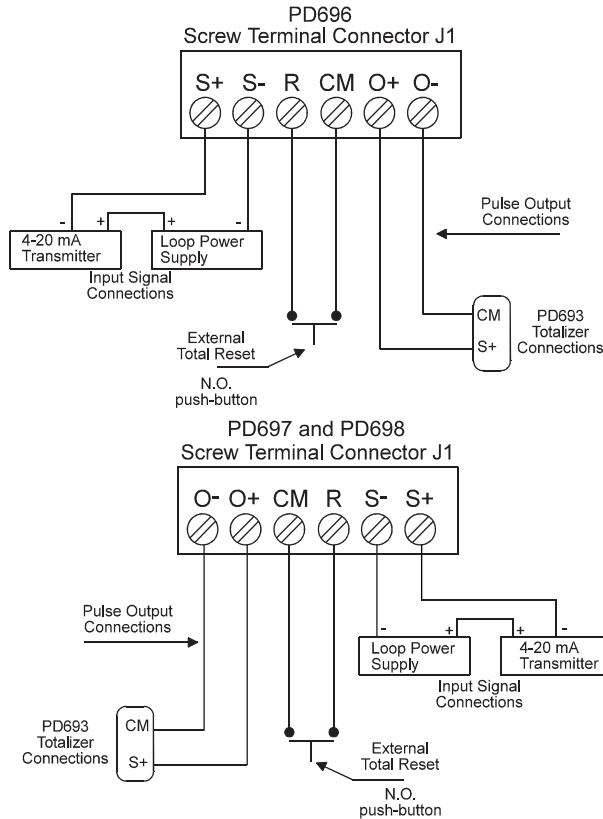 PD696
Screw Terminal Connector J1
S+ S- R CM O+ O-
Pulse Output
Connections
- + + -
4-20 mA
Transmitter
Loop Power
Supply
Input Signal
Connections
CM
S+
PD693
Totalizer
Connections
External
Total Reset
N.O.
push-button
PD697 and PD698
Screw Terminal Connector J1
O- O+ CM R S- S+
Pulse Output
Connections
- + + -
Loop Power
Supply
4-20 mA
Transmitter
Input Signal
Connections
PD693
Totalizer
Connections
CM
S+
External
Total Reset
N.O.
push-button